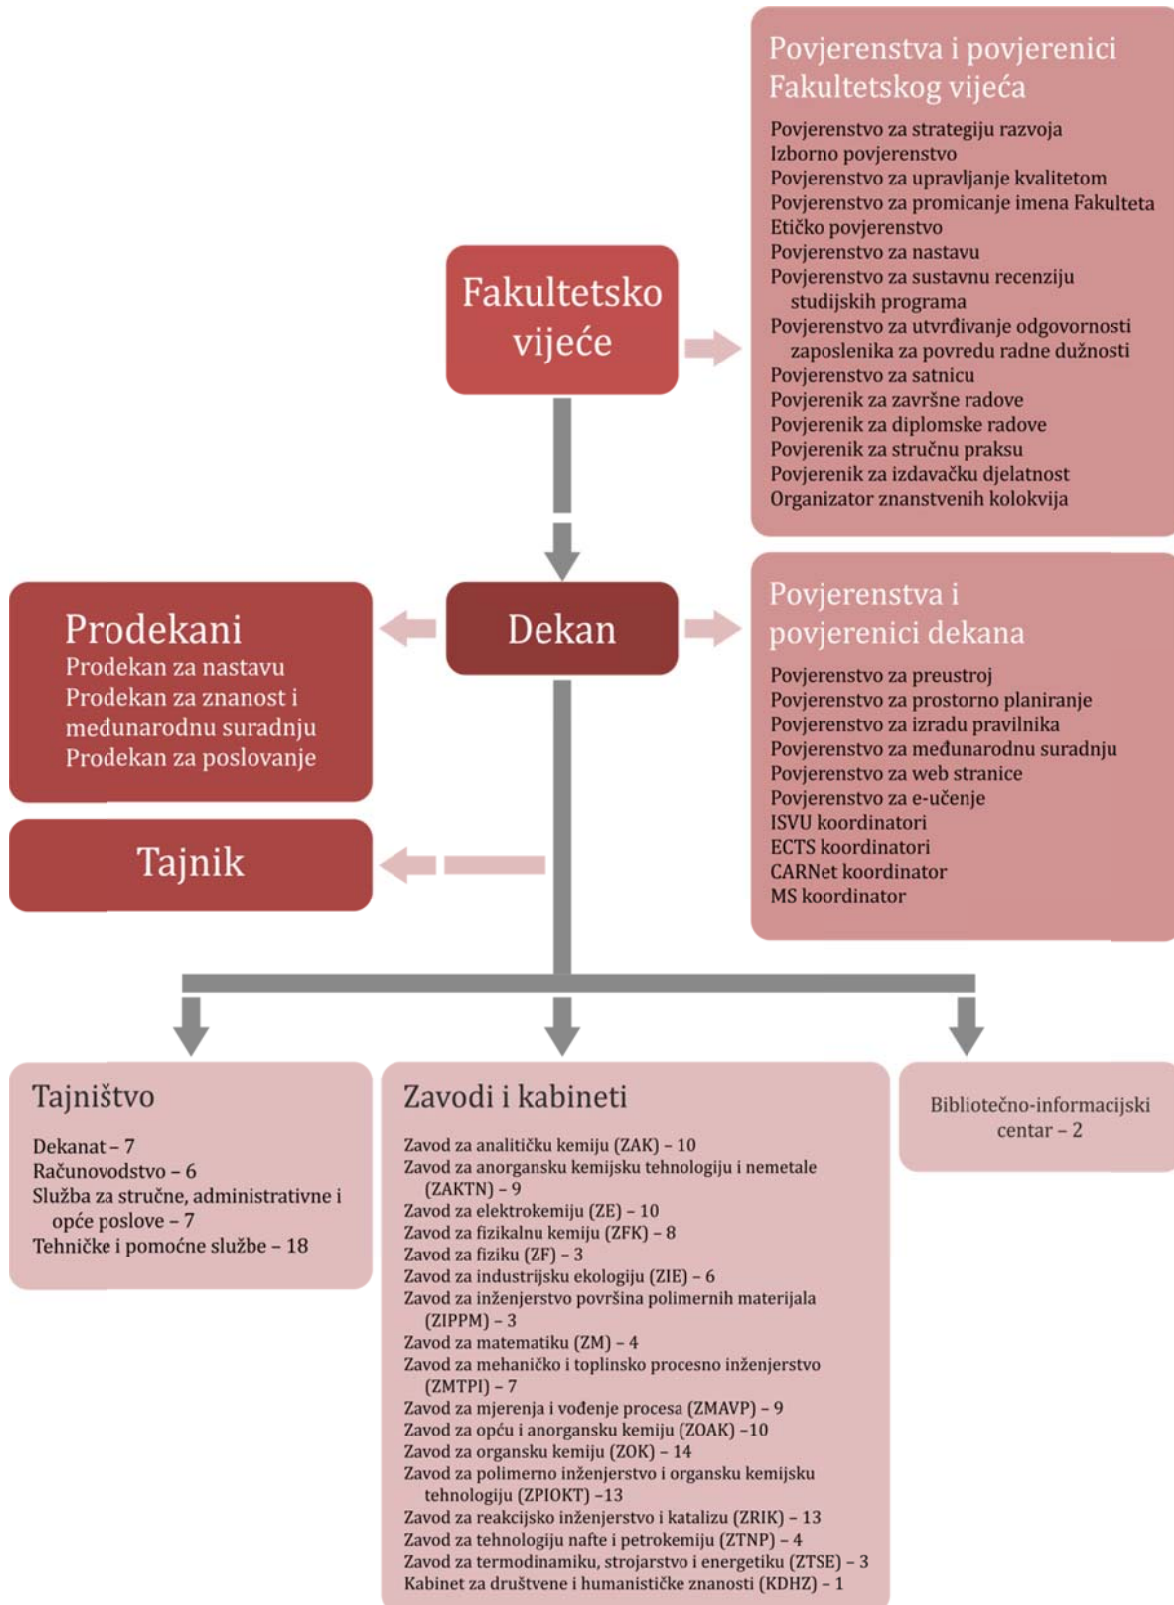 Povjerenstva i povjerenici
Fakultetskog vijeća
Povjerenstvo za strategiju razvoja
Izborno povjerenstvo
Povjerenstvo za upravljanje kvalitetom
Povjerenstvo za promicanje imena Fakulteta
Etičko povjerenstvo
Povjerenstvo za nastavu
Povjerenstvo za sustavnu recenziju
studijskih programa
Povjerenstvo za utvrđivanje odgovornosti
zaposlenika za povredu radne dužnosti
Povjerenstvo za satnicu
Povjerenik za završne radove
Povjerenik za diplomske radove
Povjerenik za stručnu praksu
Povjerenik za izdavačku djelatnost
Organizator znanstvenih kolokvija
Fakultetsko
vijeće
Dekan
Prodekani
Prodekan za nastavu
Prodekan za znanost i
međunarodnu suradnju
Prodekan za poslovanje
Tajnik
Povjerenstva i
povjerenici dekana
Povjerenstvo za preustroj
Povjerenstvo za prostorno planiranje
Povjerenstvo za izradu pravilnika
Povjerenstvo za međunarodnu suradnju
Povjerenstvo za web stranice
Povjerenstvo za e-učenje
ISVU koordinatori
ECTS koordinatori
CARNet koordinator
MS koordinator
Tajništvo
Dekanat – 7
Računovodstvo – 6
Služba za stručne, administrativne i
opće poslove – 7
Tehničke i pomoćne službe – 18
Zavodi i kabineti
Zavod za analitičku kemiju (ZAK) – 10
Zavod za anorgansku kemijsku tehnologiju i nemetale
(ZAKTN) – 9
Zavod za elektrokemiju (ZE) – 10
Zavod za fizikalnu kemiju (ZFK) – 8
Zavod za fiziku (ZF) – 3
Zavod za industrijsku ekologiju (ZIE) – 6
Zavod za inženjerstvo površina polimernih materijala
(ZIPPM) – 3
Zavod za matematiku (ZM) – 4
Zavod za mehaničko i toplinsko procesno inženjerstvo
(ZMTPI) – 7
Zavod za mjerenja i vođenje procesa (ZMAVP) – 9
Zavod za opću i anorgansku kemiju (ZOAK) –10
Zavod za organsku kemiju (ZOK) – 14
Zavod za polimerno inženjerstvo i organsku kemijsku
tehnologiju (ZPIOKT) –13
Zavod za reakcijsko inženjerstvo i katalizu (ZRIK) – 13
Zavod za tehnologiju nafte i petrokemiju (ZTNP) – 4
Zavod za termodinamiku, strojarstvo i energetiku (ZTSE) – 3
Kabinet za društvene i humanističke znanosti (KDHZ) – 1
Bibliotečno-informacijski
centar – 2